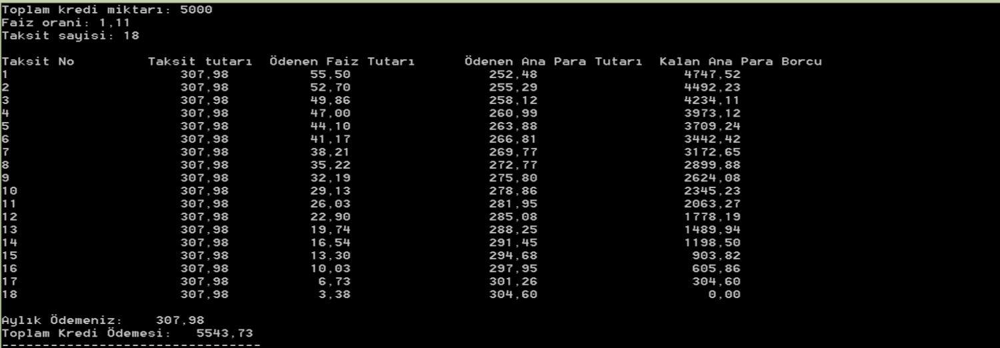 Toplam kredi miktarı: 5000
Faiz orani: 1,11
Taksit sayisi: 18
Taksit No Taksit tutarı Ödenen Faiz Tutarı Ödenen Ana Para Tutarı Kalan Ana Para Borcu
1 307,98 55,50 252,48 4747,52
2 307,98 52,70 255,29 4492,23
3 307,98 49,86 258,12 4234,11
4 307,98 47,00 260,99 3973,12
5 307,98 44,10 263,88 3709,24
6 307,98 41,17 266,81 3442,42
7 307,98 38,21 269,77 3172,65
8 307,98 35,22 272,77 2899,88
9 307,98 32,19 275,80 2624,08
10 307,98 29,13 278,86 2345,23
11 307,98 26,03 281,95 2063,27
12 307,98 22,90 285,08 1778,19
13 307,98 19,74 288,25 1489,94
14 307,98 16,54 291,45 1198,50
15 307,98 13,30 294,68 903,82
16 307,98 10,03 297,95 605,86
17 307,98 6,73 301,26 304,60
18 307,98 3,38 304,60 0,00
Aylık Ödemeniz: 307,98
Toplam Kredi Ödemesi: 5543,73
--------------------------------